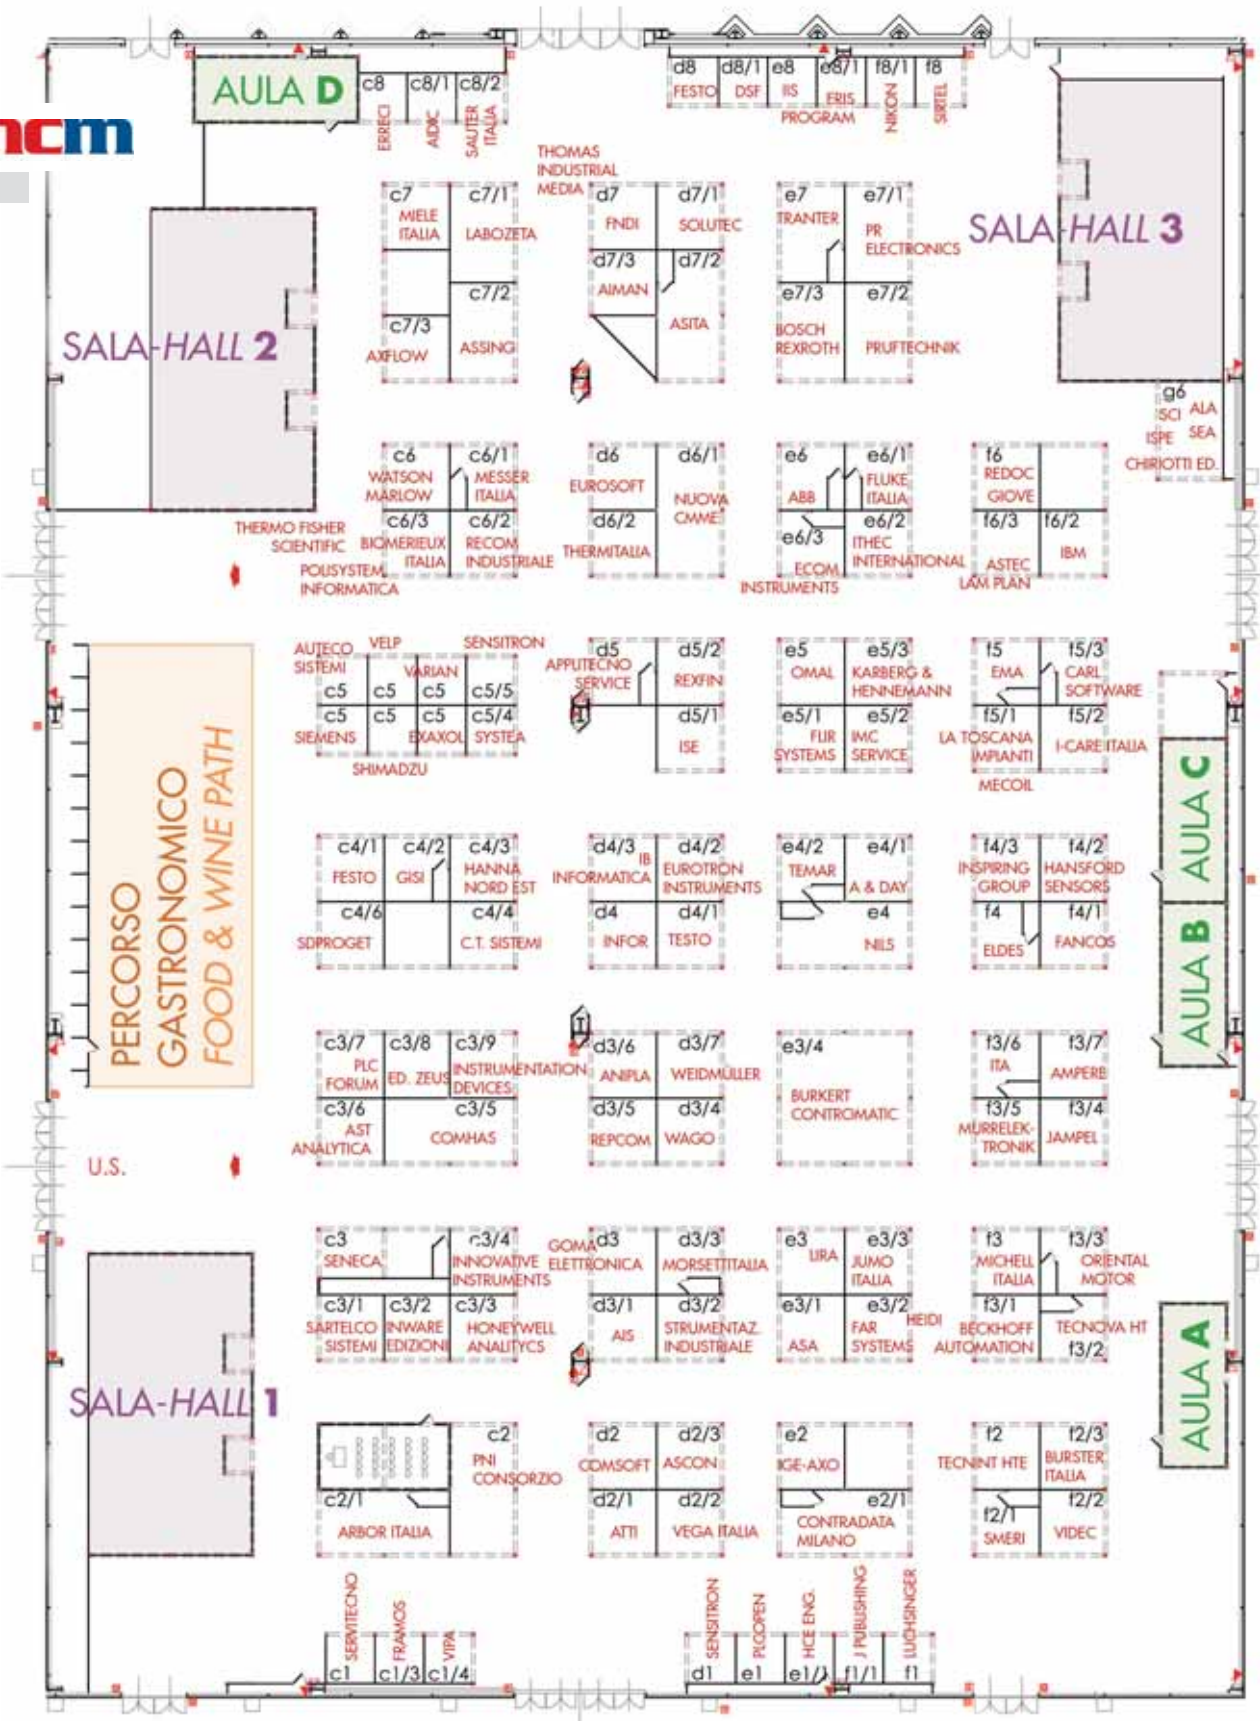 AULA D
c8
c8/1
c8/2
ERRECI
AIDIC
SAUTER
ITALIA
d8
d8/1
e8
e8/1
f8/1
f8
FESTO
DSF
IIS
ERIS
PROGRAM
NIKON
SIRTEL
ncm
THOMAS
INDUSTRIAL
MEDIA
c7
MIELE
ITALIA
c7/1
LABOZETA
c7/2
ASSING
c7/3
AXFLOW
d7
FNDI
d7/1
SOLUTEC
d7/3
AIMAN
d7/2
ASITA
e7
TRANTER
e7/1
PR
ELECTRONICS
e7/3
BOSCH
REXROTH
e7/2
PRUFTECHNIK
SALA-HALL 3
SALA-HALL 2
g6
SCI ALA
ISPE SEA
CHIRIOTTI ED.
c6
WATSON
MARLOW
c6/1
MESSER
ITALIA
c6/3
BIOMERIEUX
ITALIA
c6/2
RECOM
INDUSTRIALE
THERMO FISHER
SCIENTIFIC
POLISYSTEM
INFORMATICA
d6
EUROSOFT
d6/1
NUOVA
CMME
d6/2
THERMITALIA
e6
ABB
e6/1
FLUKE
ITALIA
e6/3
ECOM
INSTRUMENTS
e6/2
ITHEC
INTERNATIONAL
f6
REDOC
GIOVE
f6/3
ASTEC
LAM PLAN
f6/2
IBM
AUTECO
SISTEMI
VELP
VARIAN
SENSITRON
c5
c5
c5
c5/5
c5
c5
c5
c5/4
SIEMENS
EXAXOL
SYSTEA
SHIMADZU
d5
APPLITECNO
SERVICE
d5/2
REXFIN
d5/1
ISE
e5
OMAL
e5/3
KARBERG &
HENNEMANN
e5/1
FLIR
SYSTEMS
e5/2
IMC
SERVICE
f5
EMA
f5/3
CARL
SOFTWARE
f5/1
LA TOSCANA
IMPIANTI
MECOIL
f5/2
I-CARE ITALIA
PERCORSO
GASTRONOMICO
FOOD & WINE PATH
AULA C
AULA B
c4/1
FESTO
c4/2
GISI
c4/3
HANNA
NORD EST
c4/6
SDPROGET
c4/4
C.T. SISTEMI
d4/3
IB
INFORMATICA
d4/2
EUROTRON
INSTRUMENTS
d4
INFOR
d4/1
TESTO
e4/2
TEMAR
e4/1
A & DAY
e4
NILS
f4/3
INSPIRING
GROUP
f4/2
HANSFORD
SENSORS
f4
ELDES
f4/1
FANCOS
c3/7
PLC
FORUM
c3/8
ED. ZEUS
c3/9
INSTRUMENTATION
DEVICES
c3/6
AST
ANALYTICA
c3/5
COMHAS
d3/6
ANIPLA
d3/7
WEIDMÜLLER
d3/5
REPCOM
d3/4
WAGO
e3/4
BURKERT
CONTROMATIC
f3/6
ITA
f3/7
AMPERE
f3/5
MURRELEK-
TRONIK
f3/4
JAMPEL
U.S.
c3
SENECA
c3/4
INNOVATIVE
INSTRUMENTS
c3/1
SARTELCO
SISTEMI
c3/2
INWARE
EDIZIONI
c3/3
HONEYWELL
ANALITYCS
GOMA
ELETTRONICA
d3
d3/3
MORSETTITALIA
d3/1
AIS
d3/2
STRUMENTAZ.
INDUSTRIALE
e3
LIRA
e3/3
JUMO
ITALIA
e3/1
ASA
e3/2
FAR
SYSTEMS
HEIDI
f3
MICHELL
ITALIA
f3/3
ORIENTAL
MOTOR
f3/1
BECKHOFF
AUTOMATION
TECNOVA HT
f3/2
AULA A
SALA-HALL 1
c2
PNI
CONSORZIO
c2/1
ARBOR ITALIA
d2
COMSOFT
d2/3
ASCON
d2/1
ATTI
d2/2
VEGA ITALIA
e2
IGE-AXO
e2/1
CONTRADATA
MILANO
f2
TECNINT HTE
f2/3
BURSTER
ITALIA
f2/1
SMERI
f2/2
VIDEC
SERVITECNO
FRAMOS
VIPA
c1
c1/3
c1/4
SENSITRON
PLCOPEN
HCE ENG.
J PUBLISHING
LUCHSINGER
d1
e1
e1/1
f1/1
f1